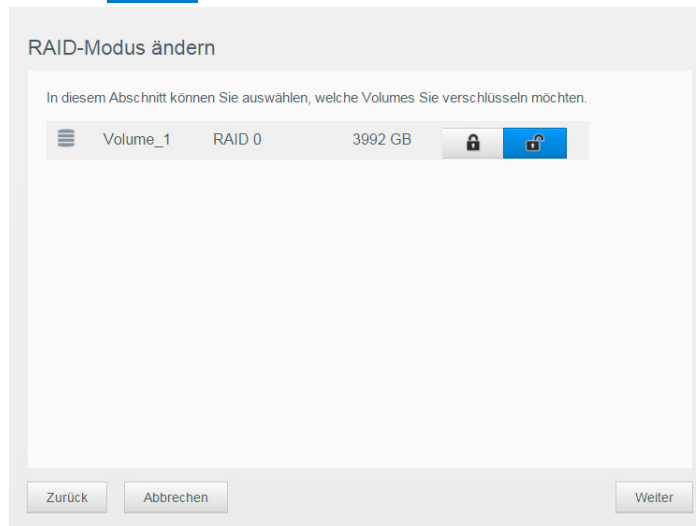 RAID-Modus ändern
In diesem Abschnitt können Sie auswählen, welche Volumes Sie verschlüsseln möchten.
Volume_1 RAID 0 3992 GB
Zurück Abbrechen Weiter